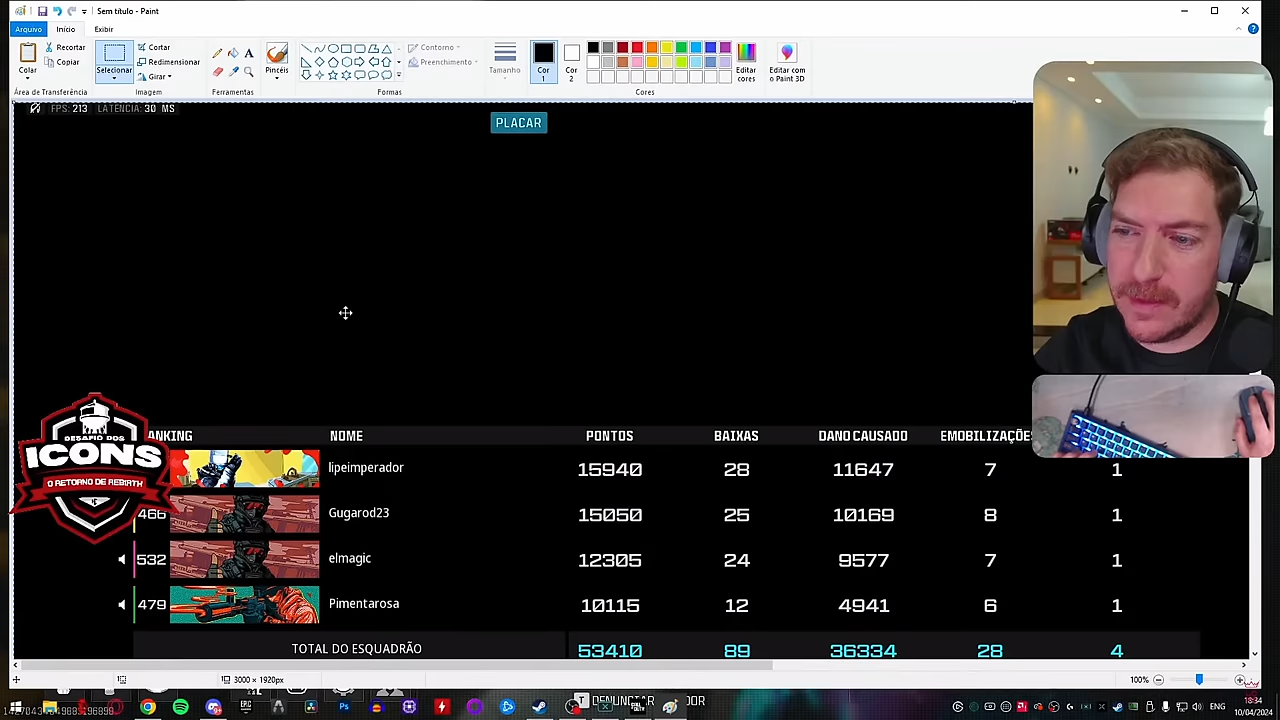 Sem título - Paint
Arquivo Início Exibir
Colar
Recortar
Copiar
Selecionar
Cortar
Redimensionar
Girar
A
Pincéis
Contorno
Preenchimento
Tamanho
Cor 1
Cor 2
Editar cores
Editar com o Paint 3D
Área de Transferência Imagem Ferramentas Formas Cores
FPS: 213 LATÊNCIA: 30 MS
PLACAR
DESAFIO DOS
ICONS
O RETORNO DE REBIRTH
ANKING NOME PONTOS BAIXAS DANO CAUSADO EMOBILIZAÇÕE
lipeimperador 15940 28 11647 7 1
466 Gugarod23 15050 25 10169 8 1
532 elmagic 12305 24 9577 7 1
479 Pimentarosa 10115 12 4941 6 1
TOTAL DO ESQUADRÃO 53410 89 36334 28 4
3000 × 1920px 100%
T DENUNCIAR
ENG
18:34
10/04/2024